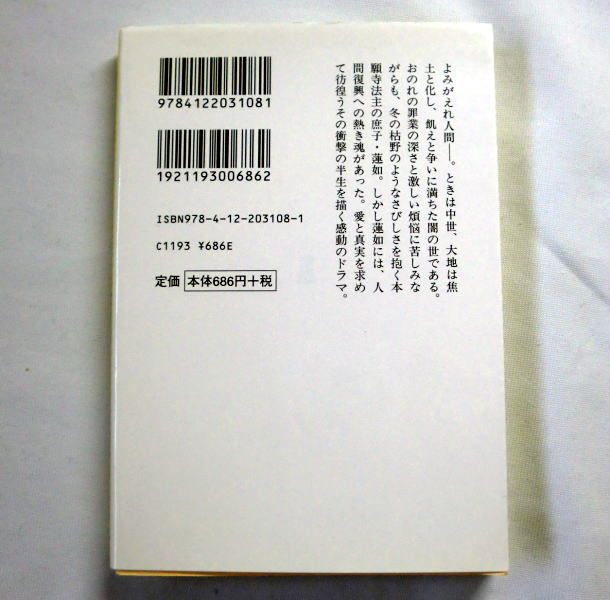 よみがえれ人間――。ときは中世、大地は焦
土と化し、飢えと争いに満ちた闇の世である。
おのれの罪業の深さと激しい煩悩に苦しみな
がらも、冬の枯野のようなさびしさを抱く本
願寺法主の庶子・蓮如。しかし蓮如には、人
間復興への熱き魂があった。愛と真実を求め
て彷徨うその衝撃の半生を描く感動のドラマ。
9784122031081
1921193006862
ISBN978-4-12-203108-1
C1193 ¥686E
定価 本体686円+税